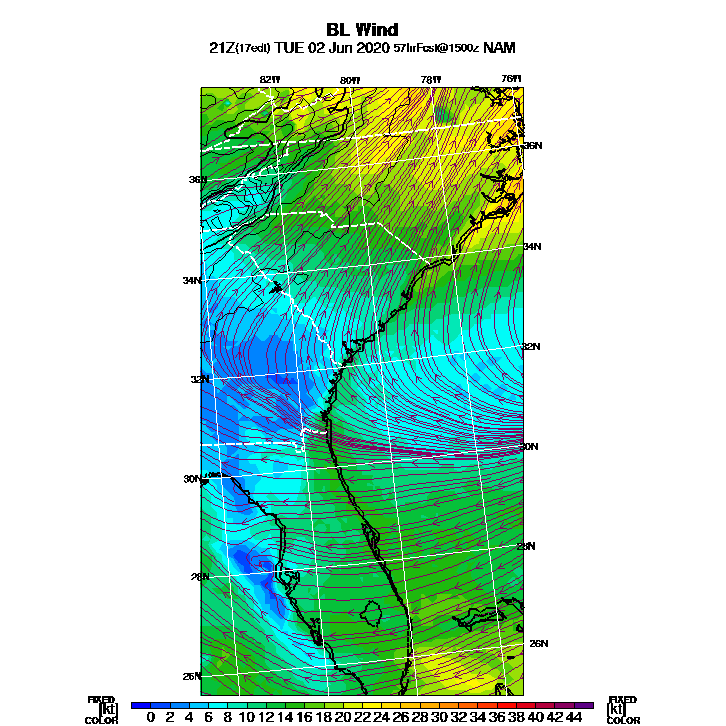 BL Wind
21Z(17edt) TUE 02 Jun 2020 57hrFcst@1500z NAM
82W 80W 78W 76W
36N
36N
34N
34N
32N
32N
30N
30N
28N
28N
26N
26N
FIXED FIXED
[kt] 0 2 4 6 8 10 12 14 16 18 20 22 24 26 28 30 32 34 36 38 40 42 44 [kt]
COLOR COLOR